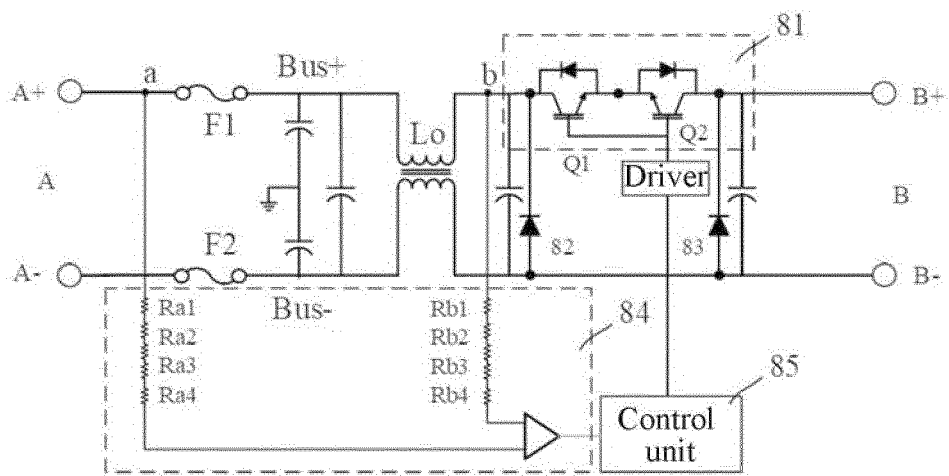 81
A+
a
F1
Bus+
Lo
b
Q1
Q2
B+
A
Driver
B
F2
82
83
A-
B-
Bus-
Ra1
Ra2
Ra3
Ra4
Rb1
Rb2
Rb3
Rb4
84
85
Control
unit